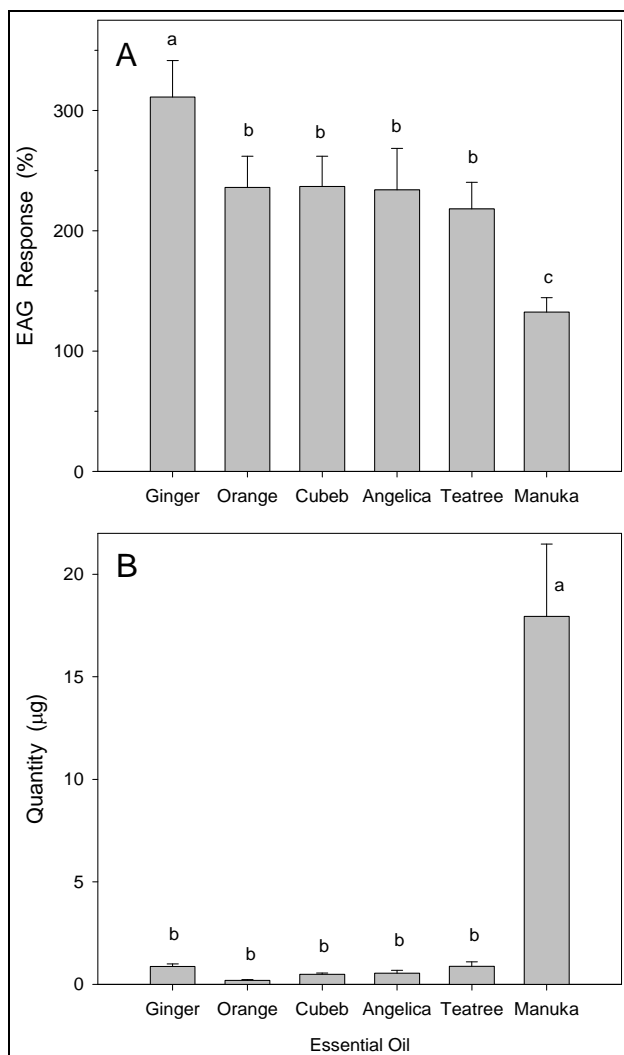 A
a
b
b
b
b
c
EAG Response (%)
300
200
100
0
Ginger Orange Cubeb Angelica Teatree Manuka
B
a
b
b
b
b
b
Quantity (μg)
20
15
10
5
0
Ginger Orange Cubeb Angelica Teatree Manuka
Essential Oil